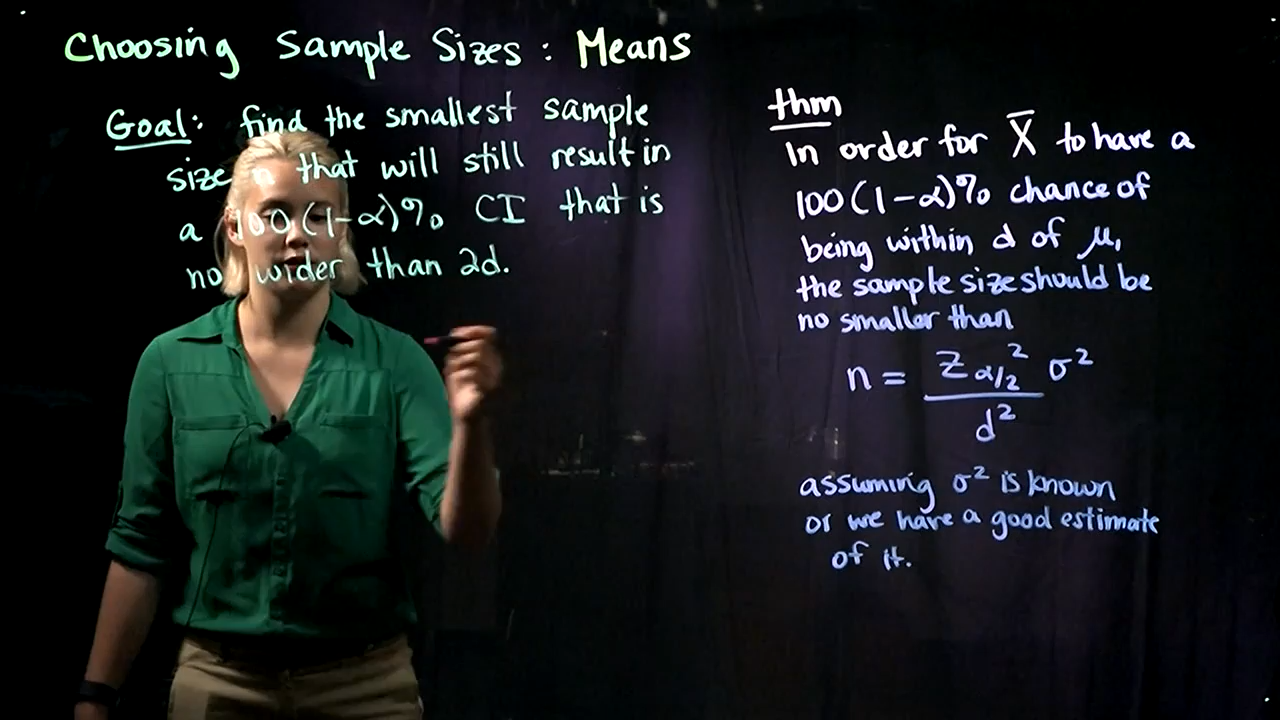 Choosing Sample Sizes: Means
Goal: find the smallest sample
size n that will still result in
a 100(1-α)% CI that is
no wider than 2d.
thm
In order for X̄ to have a
100(1-α)% chance of
being within d of μ,
the sample size should be
no smaller than
n = z_{α/2}² σ² / d²
assuming σ² is known
or we have a good estimate
of it.